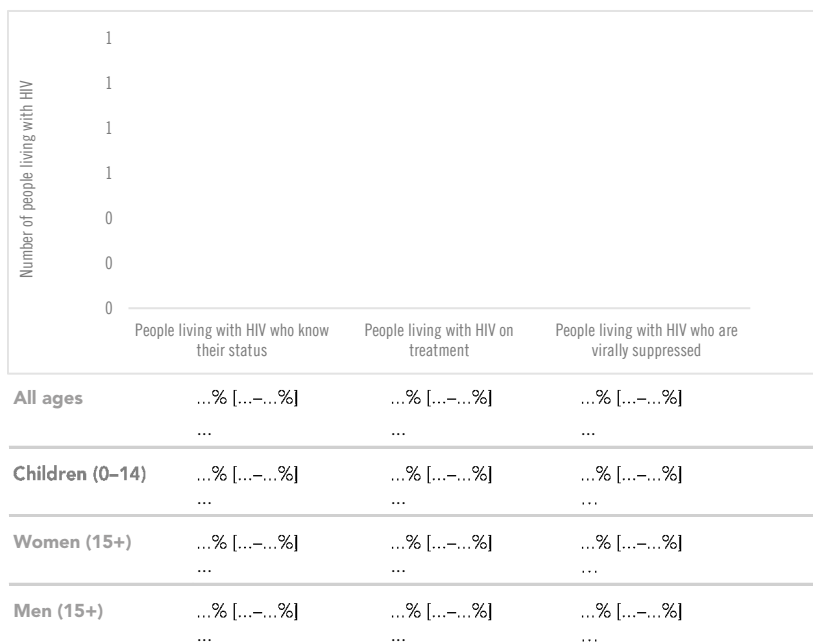 Number of people living with HIV
1
1
1
1
0
0
0
People living with HIV who know
their status
People living with HIV on
treatment
People living with HIV who are
virally suppressed
All ages ...% [...–...%] ...% [...–...%] ...% [...–...%]
... ... ...
Children (0–14) ...% [...–...%] ...% [...–...%] ...% [...–...%]
... ... ...
Women (15+) ...% [...–...%] ...% [...–...%] ...% [...–...%]
... ... ...
Men (15+) ...% [...–...%] ...% [...–...%] ...% [...–...%]
... ... ...